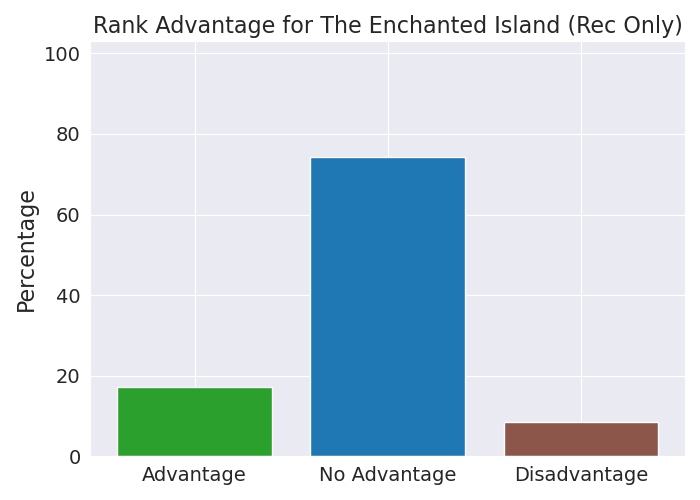 Rank Advantage for The Enchanted Island (Rec Only)
100
80
60
40
20
0
Percentage
Advantage No Advantage Disadvantage